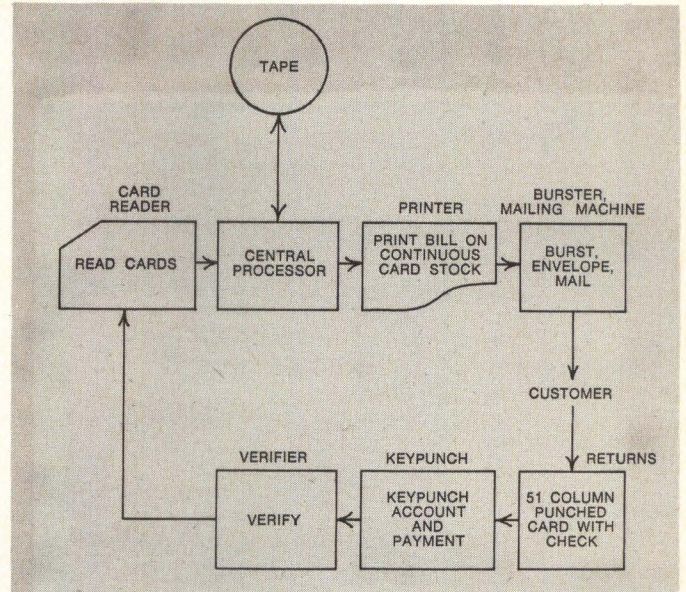 TAPE
CARD
READER
READ CARDS
CENTRAL
PROCESSOR
PRINTER
PRINT BILL ON
CONTINUOUS
CARD STOCK
BURSTER,
MAILING MACHINE
BURST,
ENVELOPE,
MAIL
CUSTOMER
RETURNS
51 COLUMN
PUNCHED
CARD WITH
CHECK
KEYPUNCH
KEYPUNCH
ACCOUNT
AND
PAYMENT
VERIFIER
VERIFY